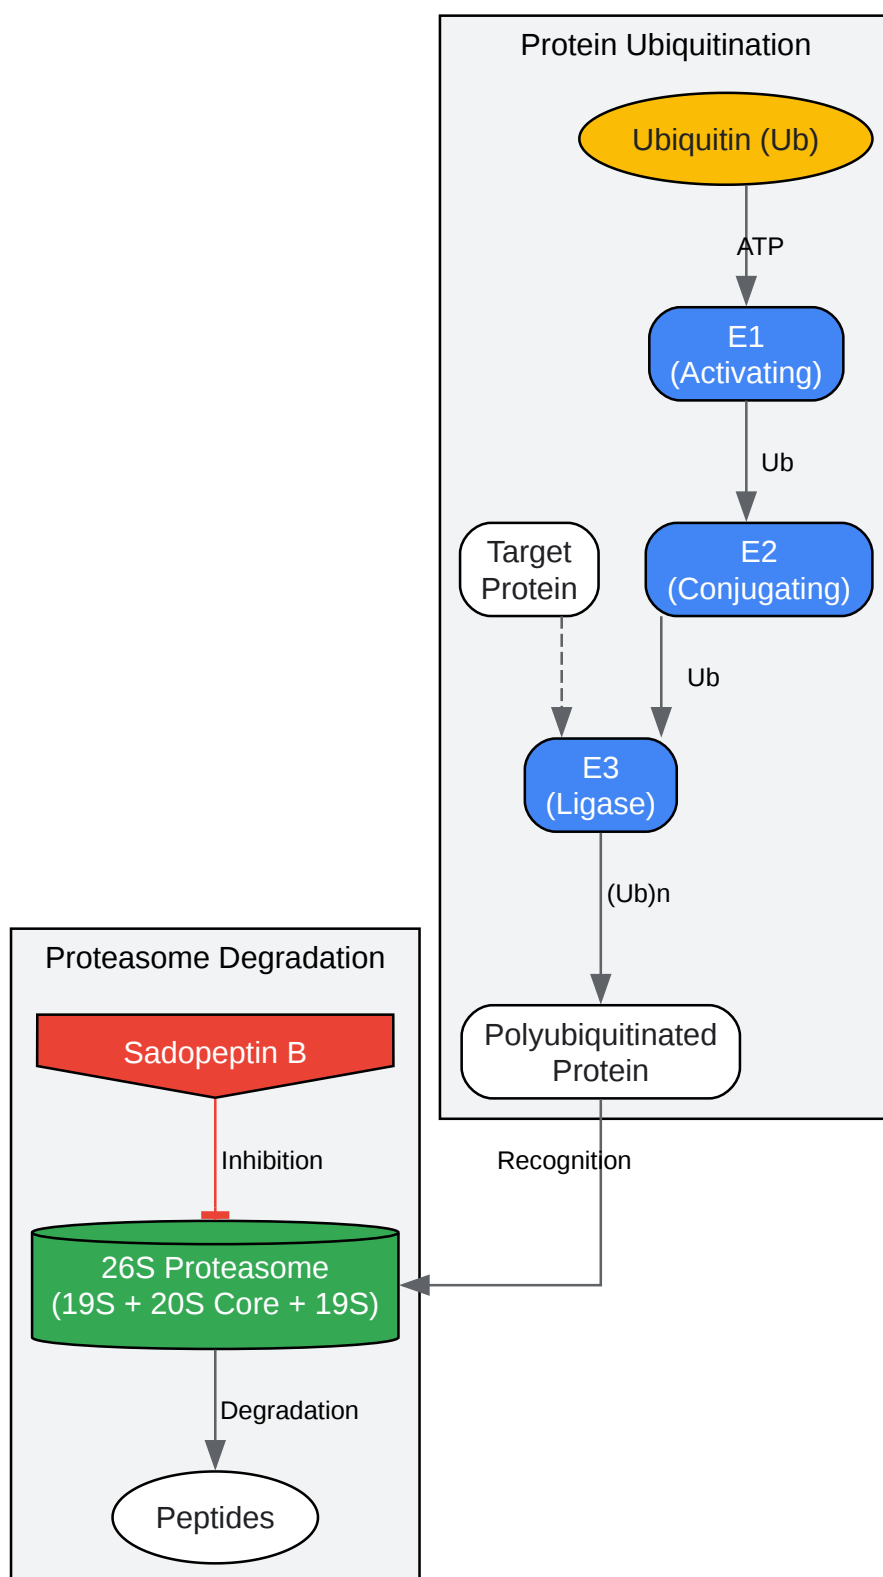 Protein Ubiquitination
Ubiquitin (Ub)
ATP
E1
(Activating)
Ub
Target
Protein
E2
(Conjugating)
Ub
E3
(Ligase)
(Ub)n
Polyubiquitinated
Protein
Recognition
Proteasome Degradation
Sadopeptin B
Inhibition
26S Proteasome
(19S + 20S Core + 19S)
Degradation
Peptides